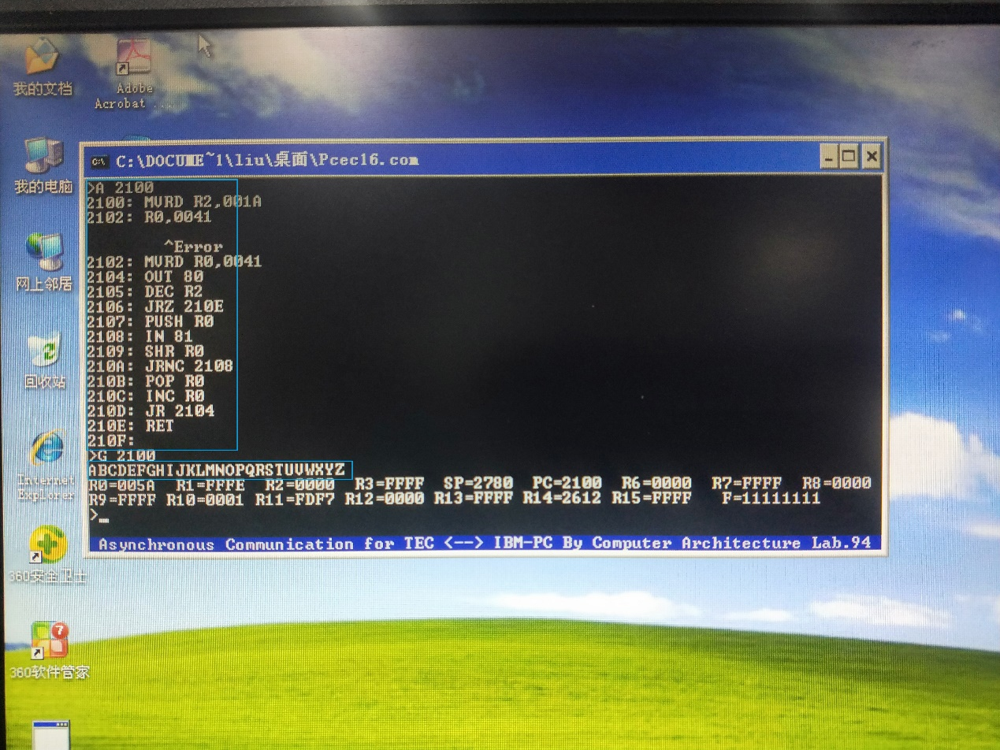 我的文档
Adobe
Acrobat ...
我的电脑
网上邻居
回收站
Internet
Explorer
360安全卫士
7
360软件管家
C:\DOCUME~1\liu\桌面\Pcec16.com
>A 2100
2100: MVRD R2,001A
2102: R0,0041
^Error
2102: MVRD R0,0041
2104: OUT 80
2105: DEC R2
2106: JRZ 210E
2107: PUSH R0
2108: IN 81
2109: SHR R0
210A: JRNC 2108
210B: POP R0
210C: INC R0
210D: JR 2104
210E: RET
210F:
>G 2100
ABCDEFGHIJKLMNOPQRSTUVWXYZ
R0=005A R1=FFFE R2=0000 R3=FFFF SP=2780 PC=2100 R6=0000 R7=FFFF R8=0000
R9=FFFF R10=0001 R11=FDF7 R12=0000 R13=FFFF R14=2612 R15=FFFF F=11111111
>_
Asynchronous Communication for TEC <--> IBM-PC By Computer Architecture Lab.94